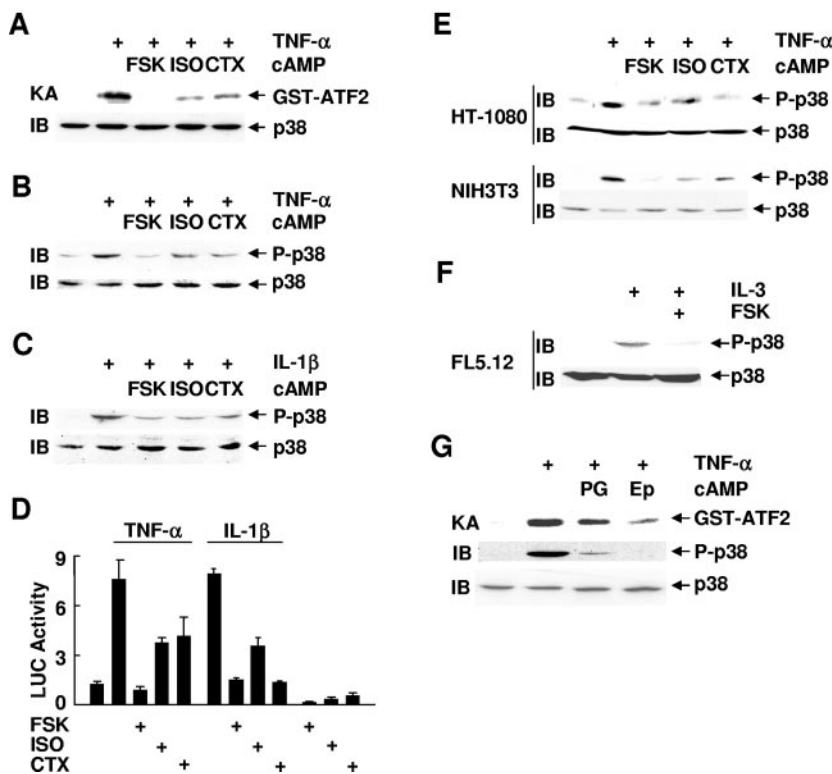 A
+ + + + TNF-α
FSK ISO CTX cAMP
KA GST-ATF2
IB p38
B
+ + + + TNF-α
FSK ISO CTX cAMP
IB P-p38
IB p38
C
+ + + + IL-1β
FSK ISO CTX cAMP
IB P-p38
IB p38
D
TNF-α IL-1β
9
6
3
0
LUC Activity
FSK + + +
ISO + + +
CTX + + +
E
+ + + + TNF-α
FSK ISO CTX cAMP
HT-1080
IB P-p38
IB p38
NIH3T3
IB P-p38
IB p38
F
+ + IL-3
+ FSK
FL5.12
IB P-p38
IB p38
G
+ + + TNF-α
PG Ep cAMP
KA GST-ATF2
IB P-p38
IB p38